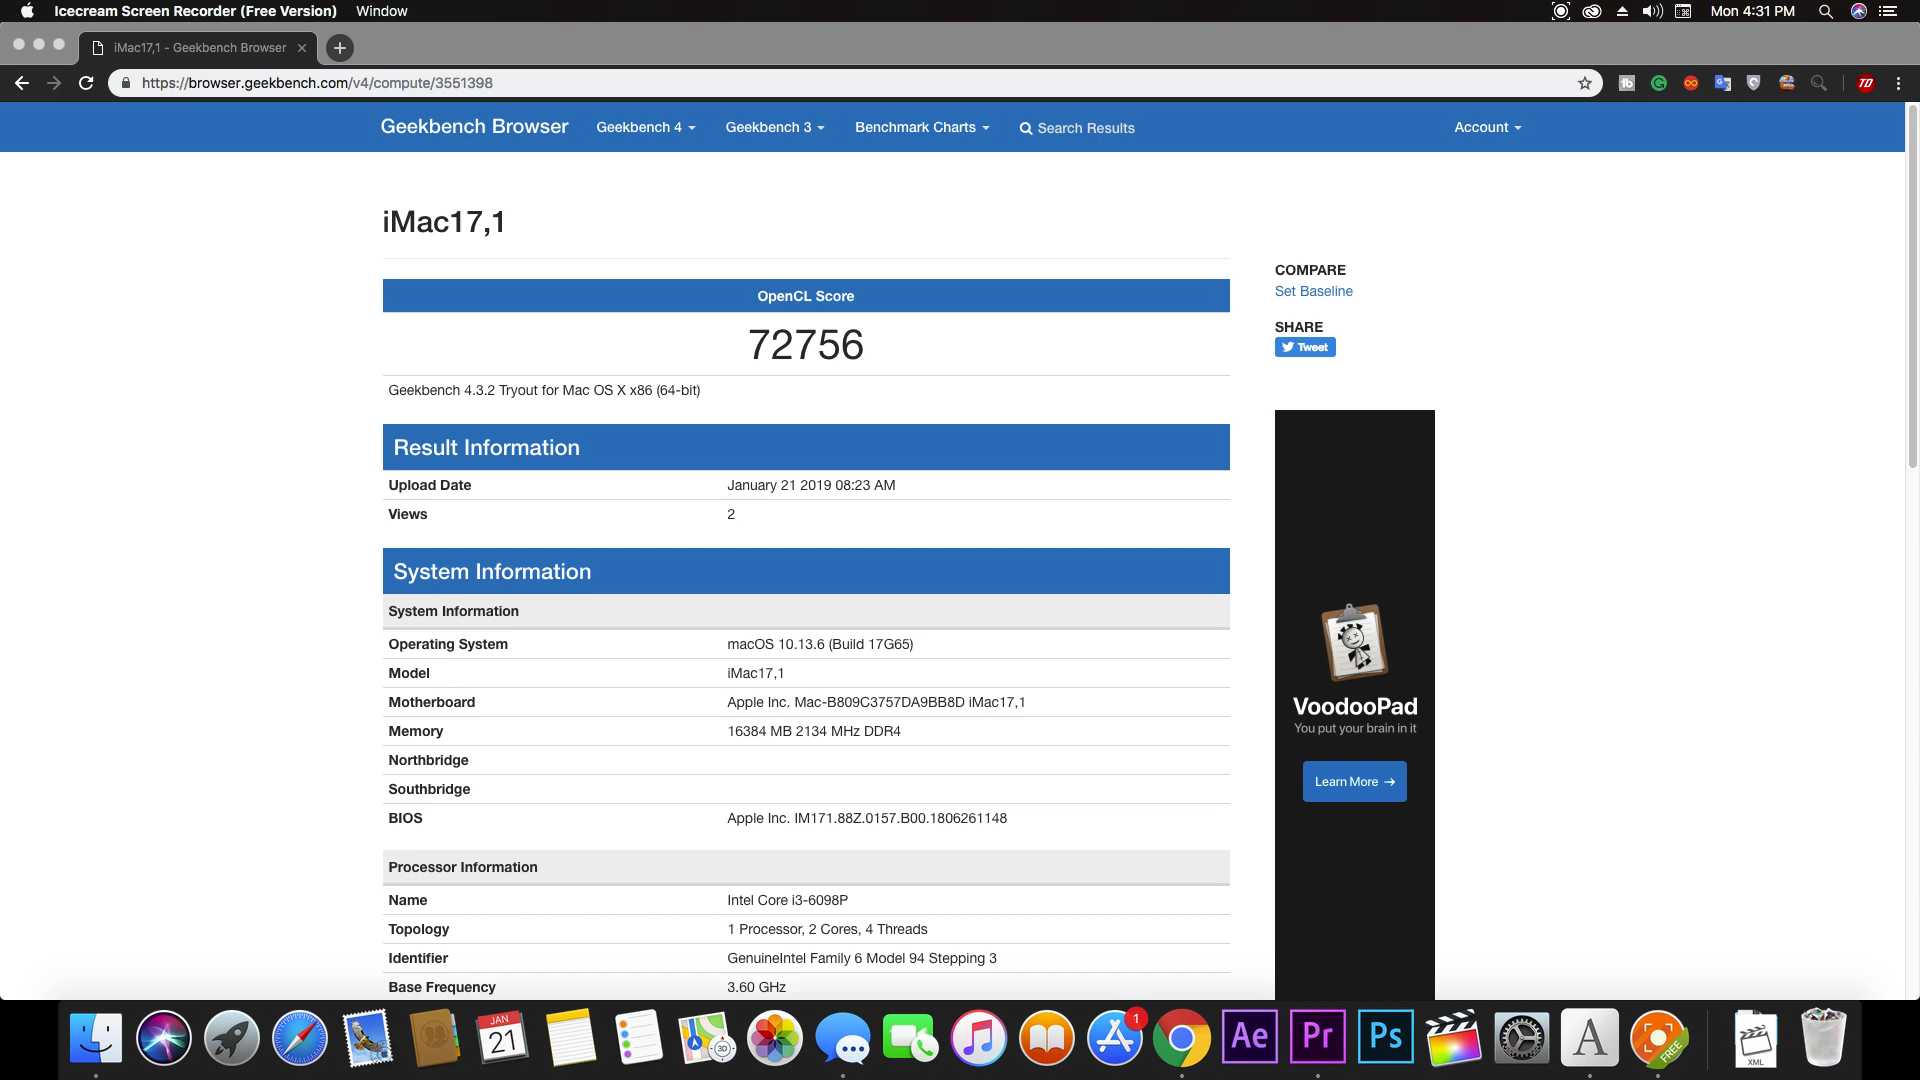 Icecream Screen Recorder (Free Version) Window Mon 4:31 PM
iMac17,1 - Geekbench Browser
https://browser.geekbench.com/v4/compute/3551398
Geekbench Browser Geekbench 4 Geekbench 3 Benchmark Charts Search Results Account
iMac17,1
OpenCL Score
72756
Geekbench 4.3.2 Tryout for Mac OS X x86 (64-bit)
COMPARE
Set Baseline
SHARE
Tweet
Result Information
Upload Date January 21 2019 08:23 AM
Views 2
System Information
System Information
Operating System macOS 10.13.6 (Build 17G65)
Model iMac17,1
Motherboard Apple Inc. Mac-B809C3757DA9BB8D iMac17,1
Memory 16384 MB 2134 MHz DDR4
Northbridge
Southbridge
BIOS Apple Inc. IM171.88Z.0157.B00.1806261148
Processor Information
Name Intel Core i3-6098P
Topology 1 Processor, 2 Cores, 4 Threads
Identifier GenuineIntel Family 6 Model 94 Stepping 3
Base Frequency 3.60 GHz
VoodooPad
You put your brain in it
Learn More →
JAN
21
3D
1
Ae
Pr
Ps
A
FREE
XML